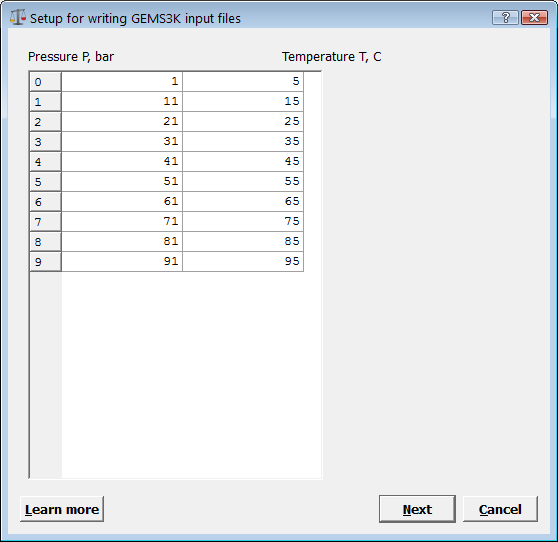 Setup for writing GEMS3K input files
Pressure P, bar Temperature T, C
0 1 5
1 11 15
2 21 25
3 31 35
4 41 45
5 51 55
6 61 65
7 71 75
8 81 85
9 91 95
Learn more Next Cancel